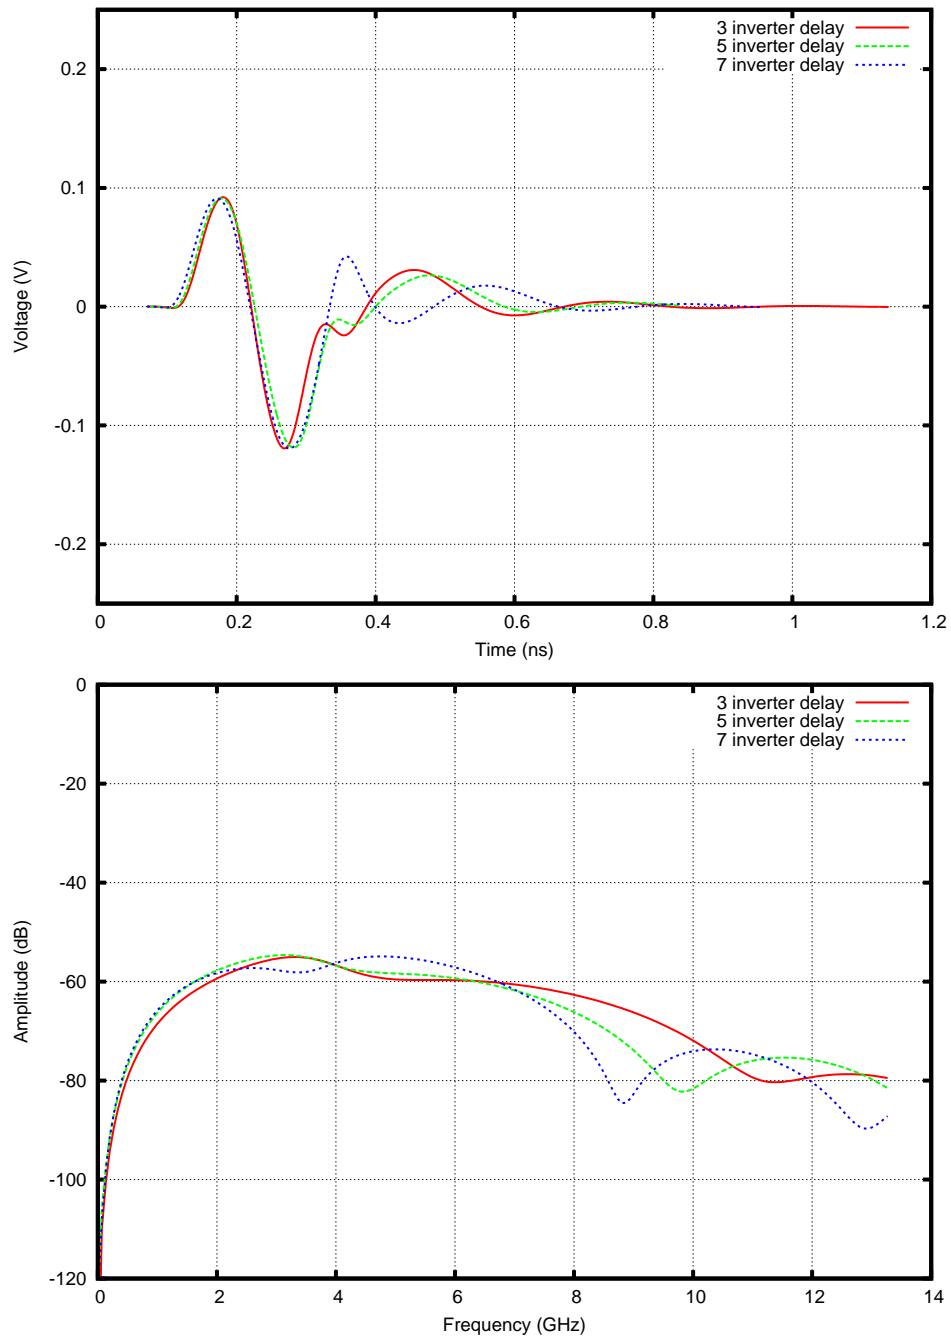 0.2
0.1
0
-0.1
-0.2
Voltage (V)
0 0.2 0.4 0.6 0.8 1 1.2
Time (ns)
3 inverter delay
5 inverter delay
7 inverter delay
0
-20
-40
-60
-80
-100
-120
Amplitude (dB)
0 2 4 6 8 10 12 14
Frequency (GHz)
3 inverter delay
5 inverter delay
7 inverter delay